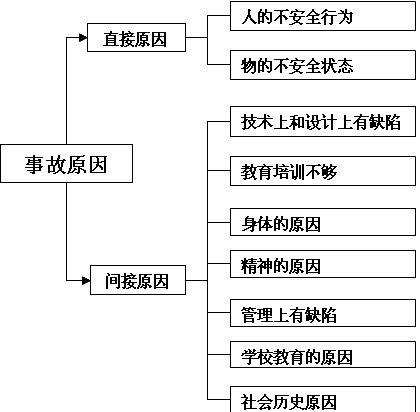 事故原因
直接原因
人的不安全行为
物的不安全状态
间接原因
技术上和设计上有缺陷
教育培训不够
身体的原因
精神的原因
管理上有缺陷
学校教育的原因
社会历史原因